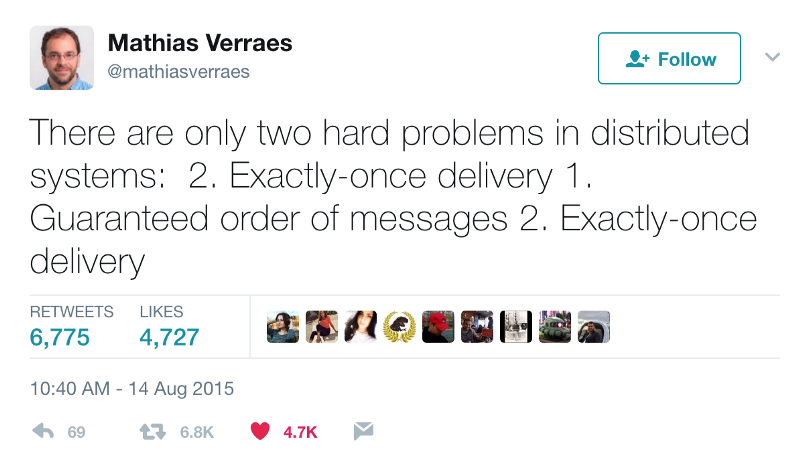 Mathias Verraes
@mathiasverraes
Follow
There are only two hard problems in distributed
systems:  2. Exactly-once delivery 1.
Guaranteed order of messages 2. Exactly-once
delivery
RETWEETS LIKES
6,775 4,727
10:40 AM - 14 Aug 2015
69 6.8K 4.7K